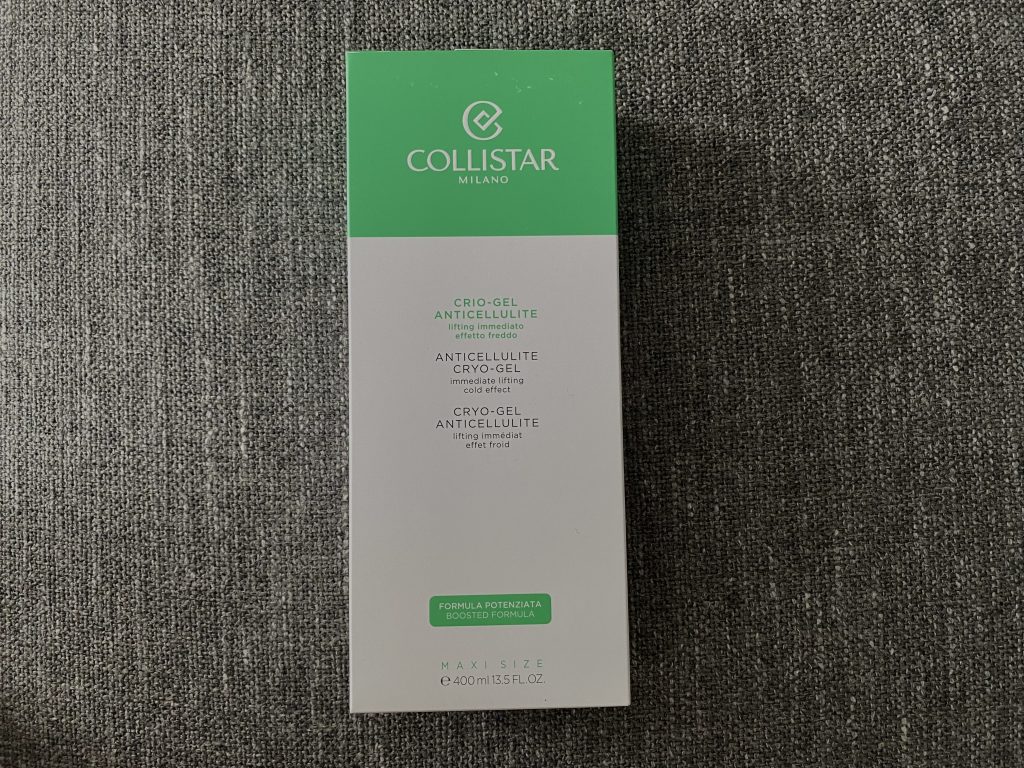 COLLISTAR
MILANO
CRIO-GEL
ANTICELLULITE
lifting immediato
effetto freddo
ANTICELLULITE
CRYO-GEL
immediate lifting
cold effect
CRYO-GEL
ANTICELLULITE
lifting immédiat
effet froid
FORMULA POTENZIATA
BOOSTED FORMULA
MAXI SIZE
℮ 400 ml 13.5 FL.OZ.